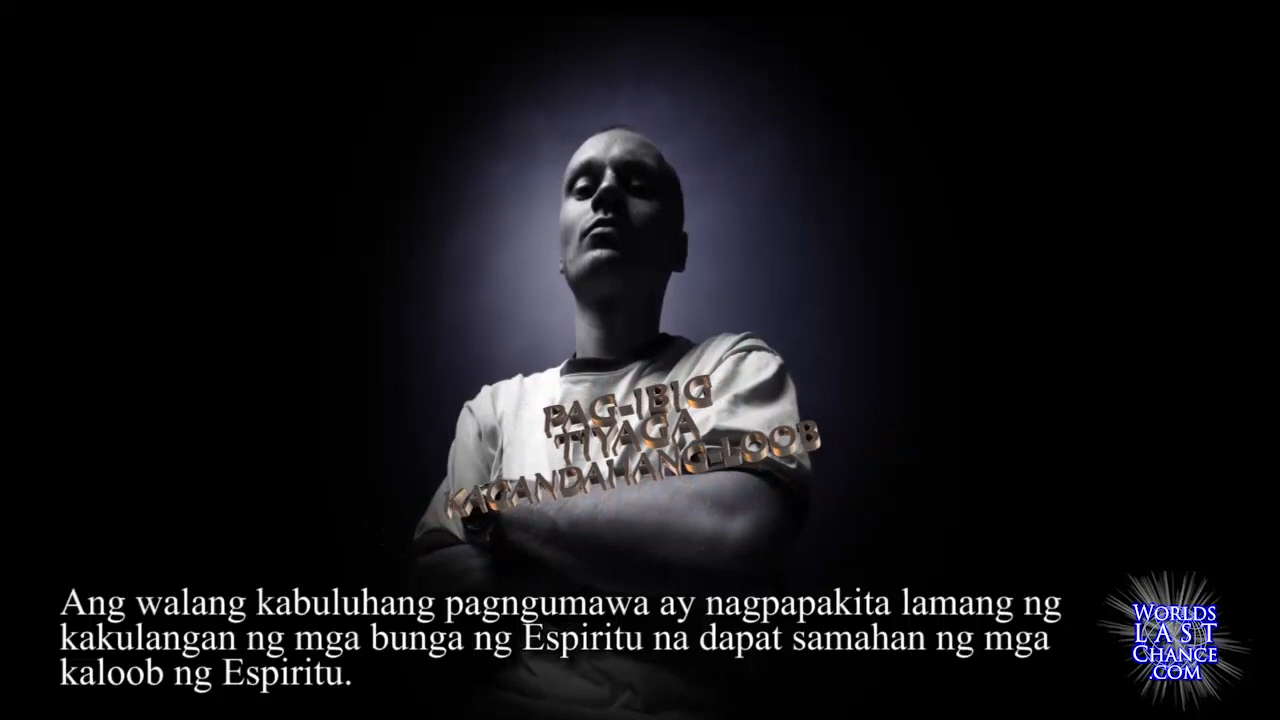 PAG-IBIG
TIYAGA
KAGANDAHANG-LOOB
Ang walang kabuluhang pagngumawa ay nagpapakita lamang ng
kakulangan ng mga bunga ng Espiritu na dapat samahan ng mga
kaloob ng Espiritu.
WORLDS
LAST
CHANCE
.COM